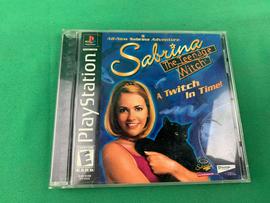 All-New Sabrina Adventure
Sabrina
The Teenage
Witch
A Twitch
In Time!
PlayStation
E